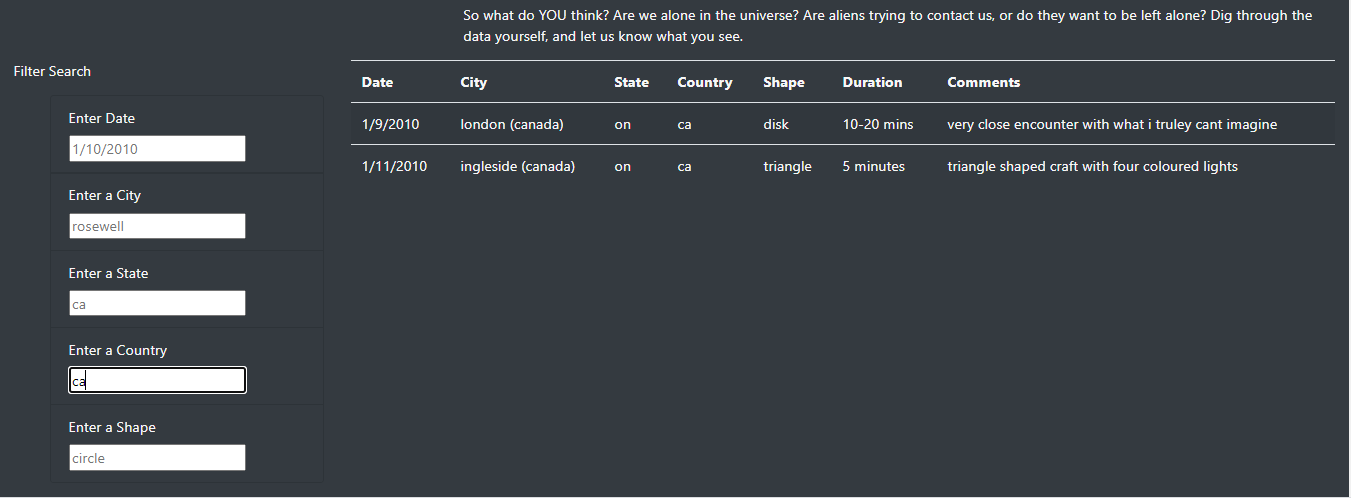 So what do YOU think? Are we alone in the universe? Are aliens trying to contact us, or do they want to be left alone? Dig through the
data yourself, and let us know what you see.
Filter Search
Enter Date
1/10/2010
Enter a City
rosewell
Enter a State
ca
Enter a Country
ca
Enter a Shape
circle
Date City State Country Shape Duration Comments
1/9/2010 london (canada) on ca disk 10-20 mins very close encounter with what i truley cant imagine
1/11/2010 ingleside (canada) on ca triangle 5 minutes triangle shaped craft with four coloured lights